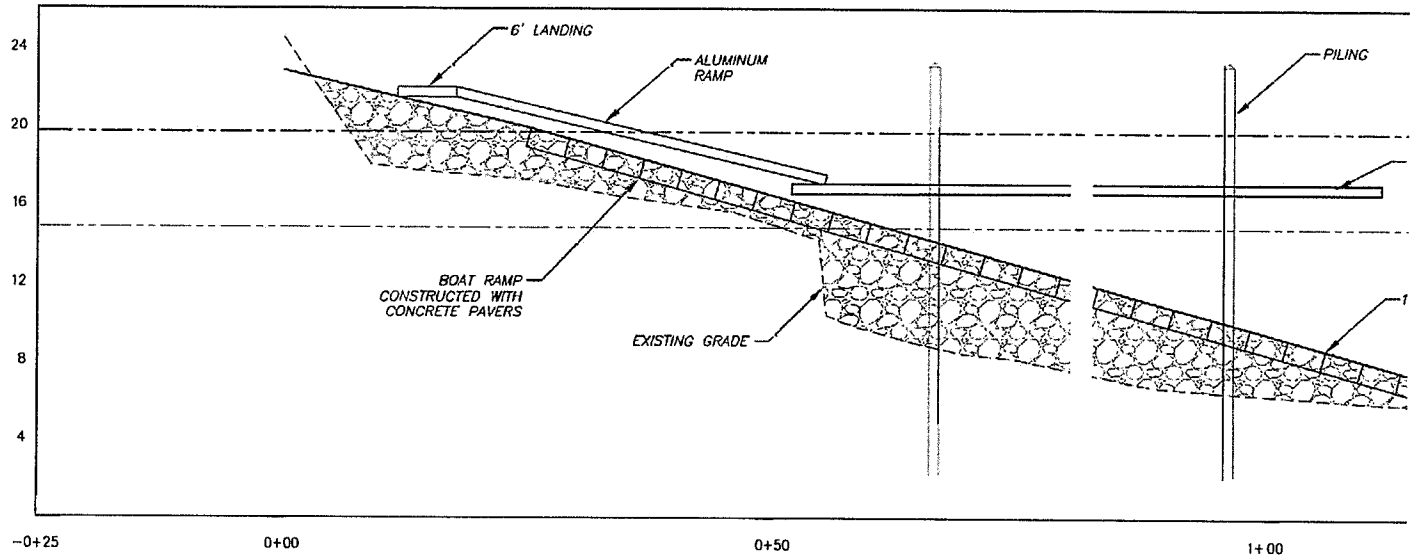 24
6' LANDING
ALUMINUM
RAMP
PILING
20
16
12
BOAT RAMP
CONSTRUCTED WITH
CONCRETE PAVERS
1
EXISTING GRADE
8
4
-0+25
0+00
0+50
1+00